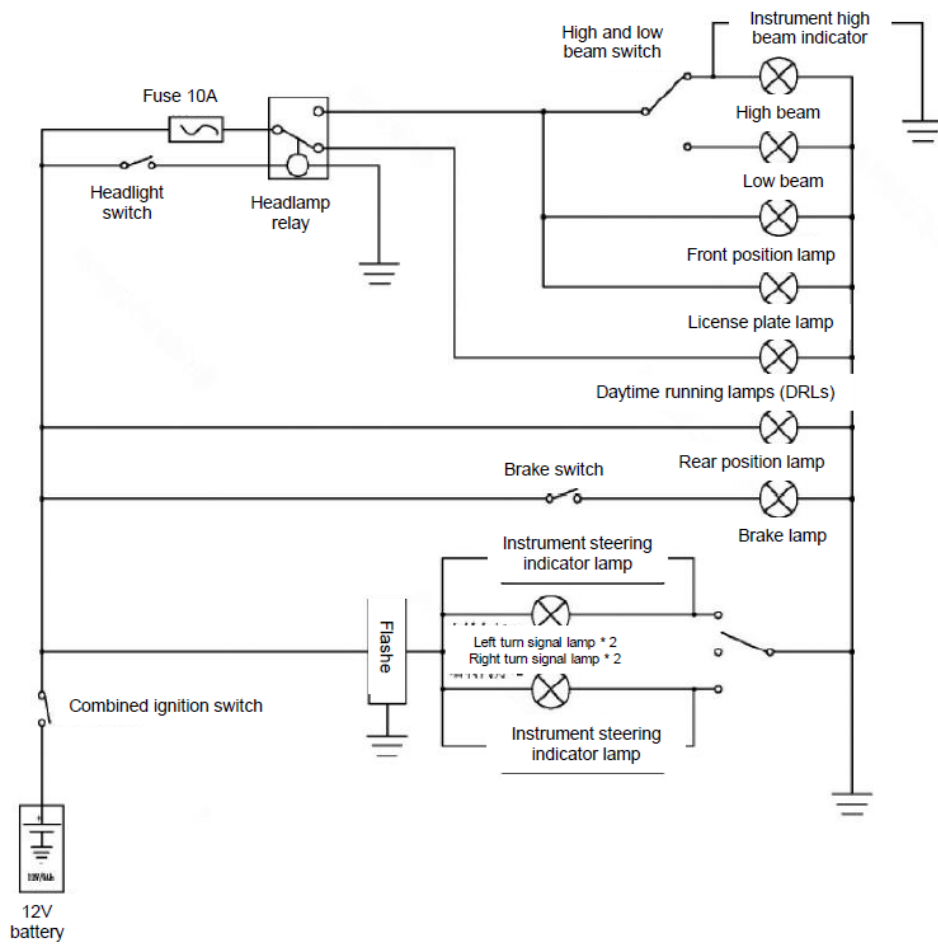 Instrument high
beam indicator
High and low
beam switch
Fuse 10A
High beam
Headlight
switch
Headlamp
relay
Low beam
Front position lamp
License plate lamp
Daytime running lamps (DRLs)
Rear position lamp
Brake switch
Brake lamp
Instrument steering
indicator lamp
Flashe
Left turn signal lamp * 2
Right turn signal lamp * 2
Combined ignition switch
Instrument steering
indicator lamp
12V
battery